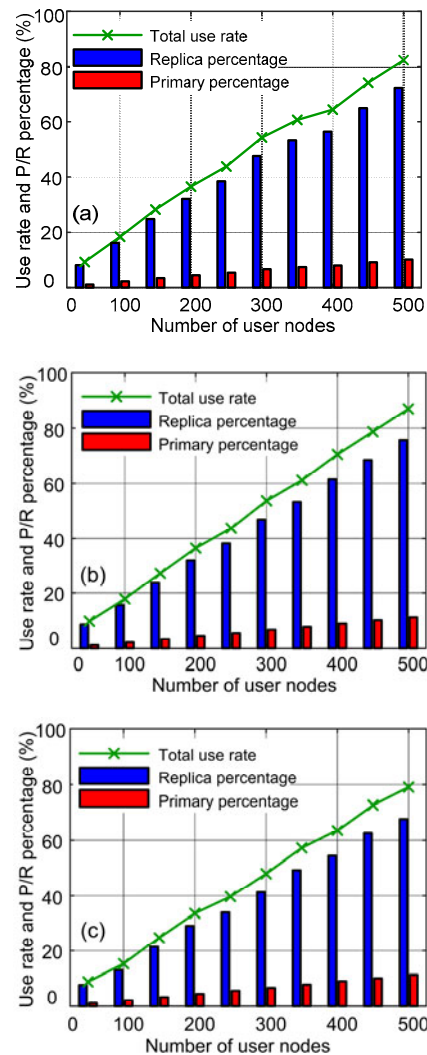 100
Total use rate
80
Replica percentage
Primary percentage
60
40
(a)
20
0
Use rate and P/R percentage (%)
0 100 200 300 400 500
Number of user nodes
100
Total use rate
80
Replica percentage
Primary percentage
60
40
(b)
20
0
Use rate and P/R percentage (%)
100 200 300 400 500
Number of user nodes
100
Total use rate
80
Replica percentage
Primary percentage
60
40
(c)
20
0
Use rate and P/R percentage (%)
100 200 300 400 500
Number of user nodes